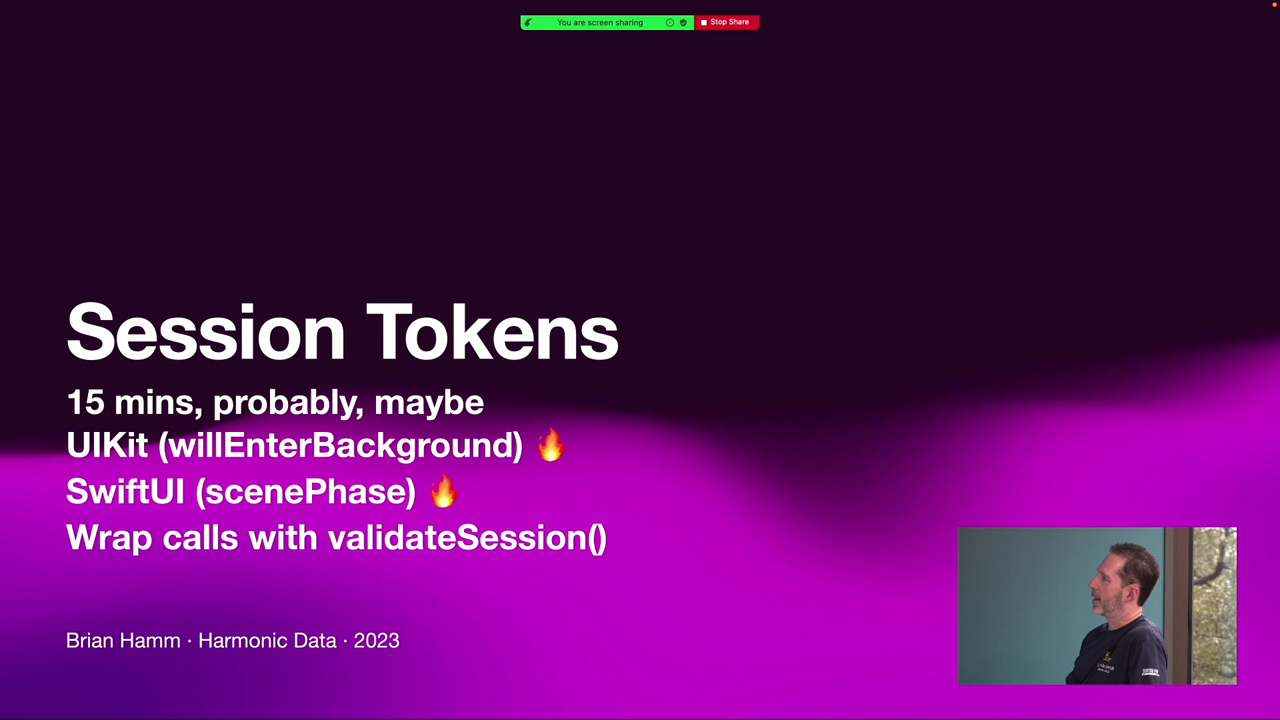 You are screen sharing
Stop Share
Session Tokens
15 mins, probably, maybe
UIKit (willEnterBackground) 🔥
SwiftUI (scenePhase) 🔥
Wrap calls with validateSession()
Brian Hamm · Harmonic Data · 2023